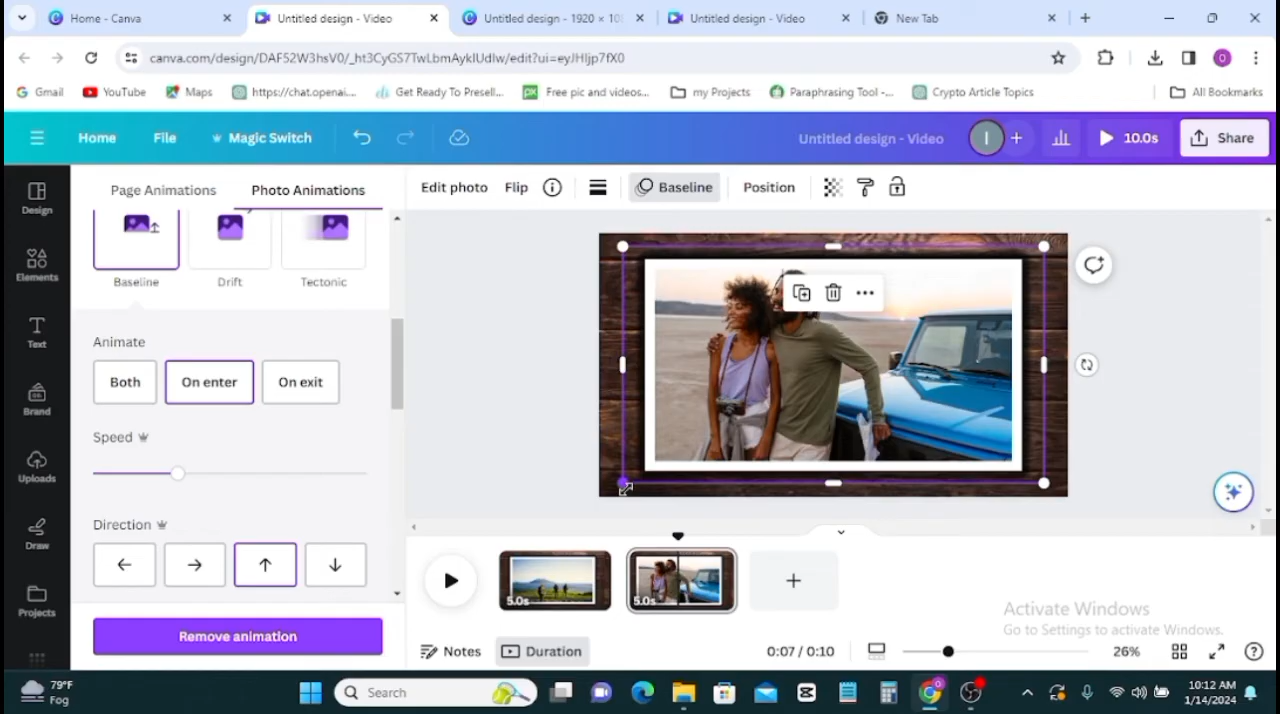 Home - Canva
Untitled design - Video
Untitled design - 1920 × 10
Untitled design - Video
New Tab
canva.com/design/DAF52W3hsV0/_ht3CyGS7TwLbmAykIUdIw/edit?ui=eyJHIjp7fX0
Gmail
YouTube
Maps
https://chat.openai....
Get Ready To Presell...
Free pic and videos...
my Projects
Paraphrasing Tool -...
Crypto Article Topics
All Bookmarks
Home
File
Magic Switch
Untitled design - Video
I
10.0s
Share
Design
Elements
Text
Brand
Uploads
Draw
Projects
Page Animations
Photo Animations
Edit photo
Flip
Baseline
Position
Baseline
Drift
Tectonic
Animate
Both
On enter
On exit
Speed
Direction
Remove animation
5.0s
5.0s
Activate Windows
Go to Settings to activate Windows.
Notes
Duration
0:07 / 0:10
26%
79°F
Fog
Search
10:12 AM
1/14/2024